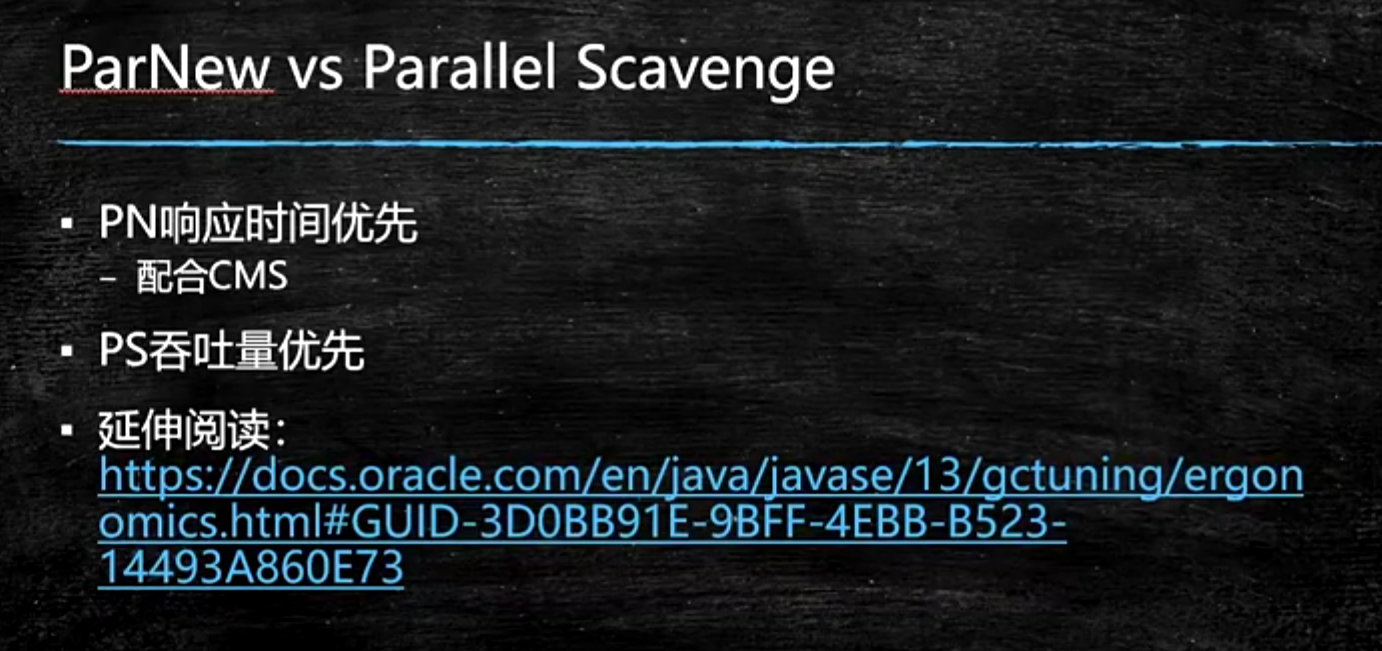 ParNew vs Parallel Scavenge
▪ PN响应时间优先
– 配合CMS
▪ PS吞吐量优先
▪ 延伸阅读：
https://docs.oracle.com/en/java/javase/13/gctuning/ergon
omics.html#GUID-3D0BB91E-9BFF-4EBB-B523-
14493A860E73